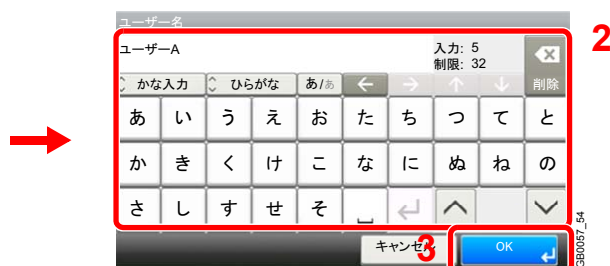 ユーザー名
2
ユーザーA
入力: 5
制限: 32
かな入力 ひらがな あ/ぁ ← → ↑ ↓ 削除
あ い う え お た ち つ て と
か き く け こ な に ぬ ね の
さ し す せ そ
キャンセル 3 OK
GB0057_54